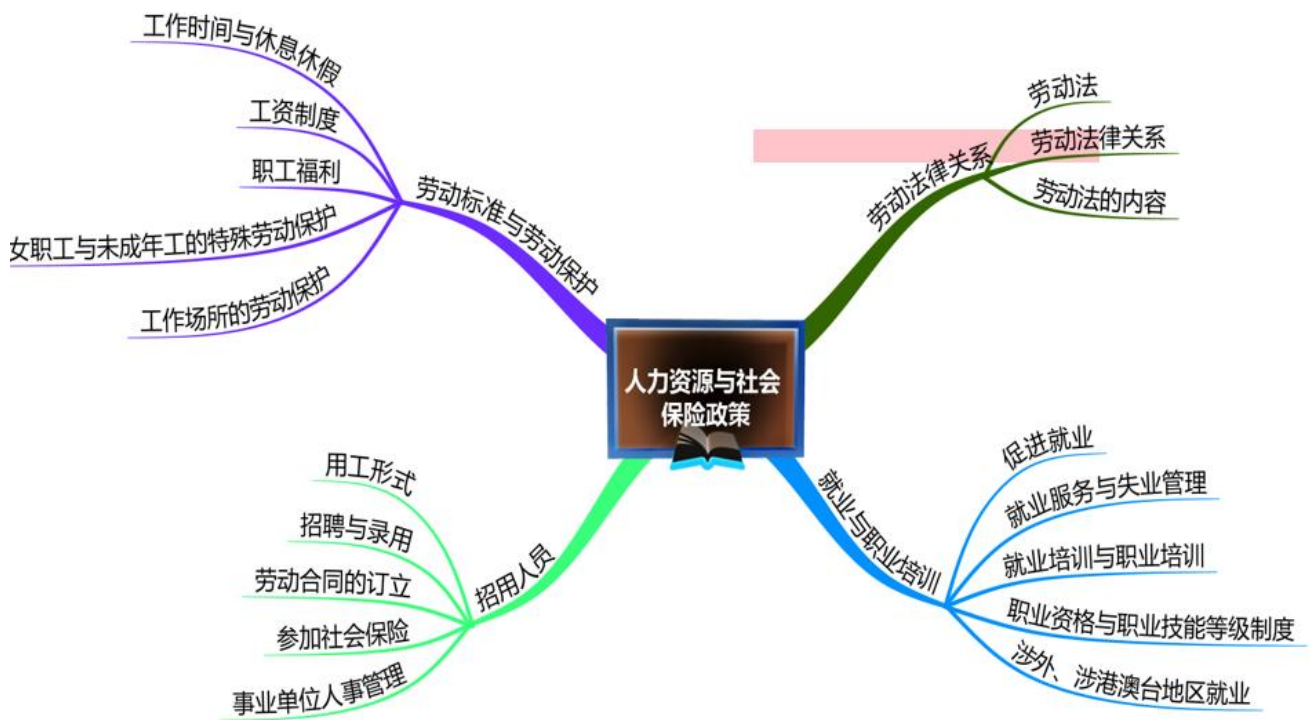 人力资源与社会
保险政策
劳动法律关系
劳动法
劳动法律关系
劳动法的内容
就业与职业培训
促进就业
就业服务与失业管理
就业培训与职业培训
职业资格与职业技能等级制度
涉外、涉港澳台地区就业
招用人员
用工形式
招聘与录用
劳动合同的订立
参加社会保险
事业单位人事管理
劳动标准与劳动保护
工作时间与休息休假
工资制度
职工福利
女职工与未成年工的特殊劳动保护
工作场所的劳动保护